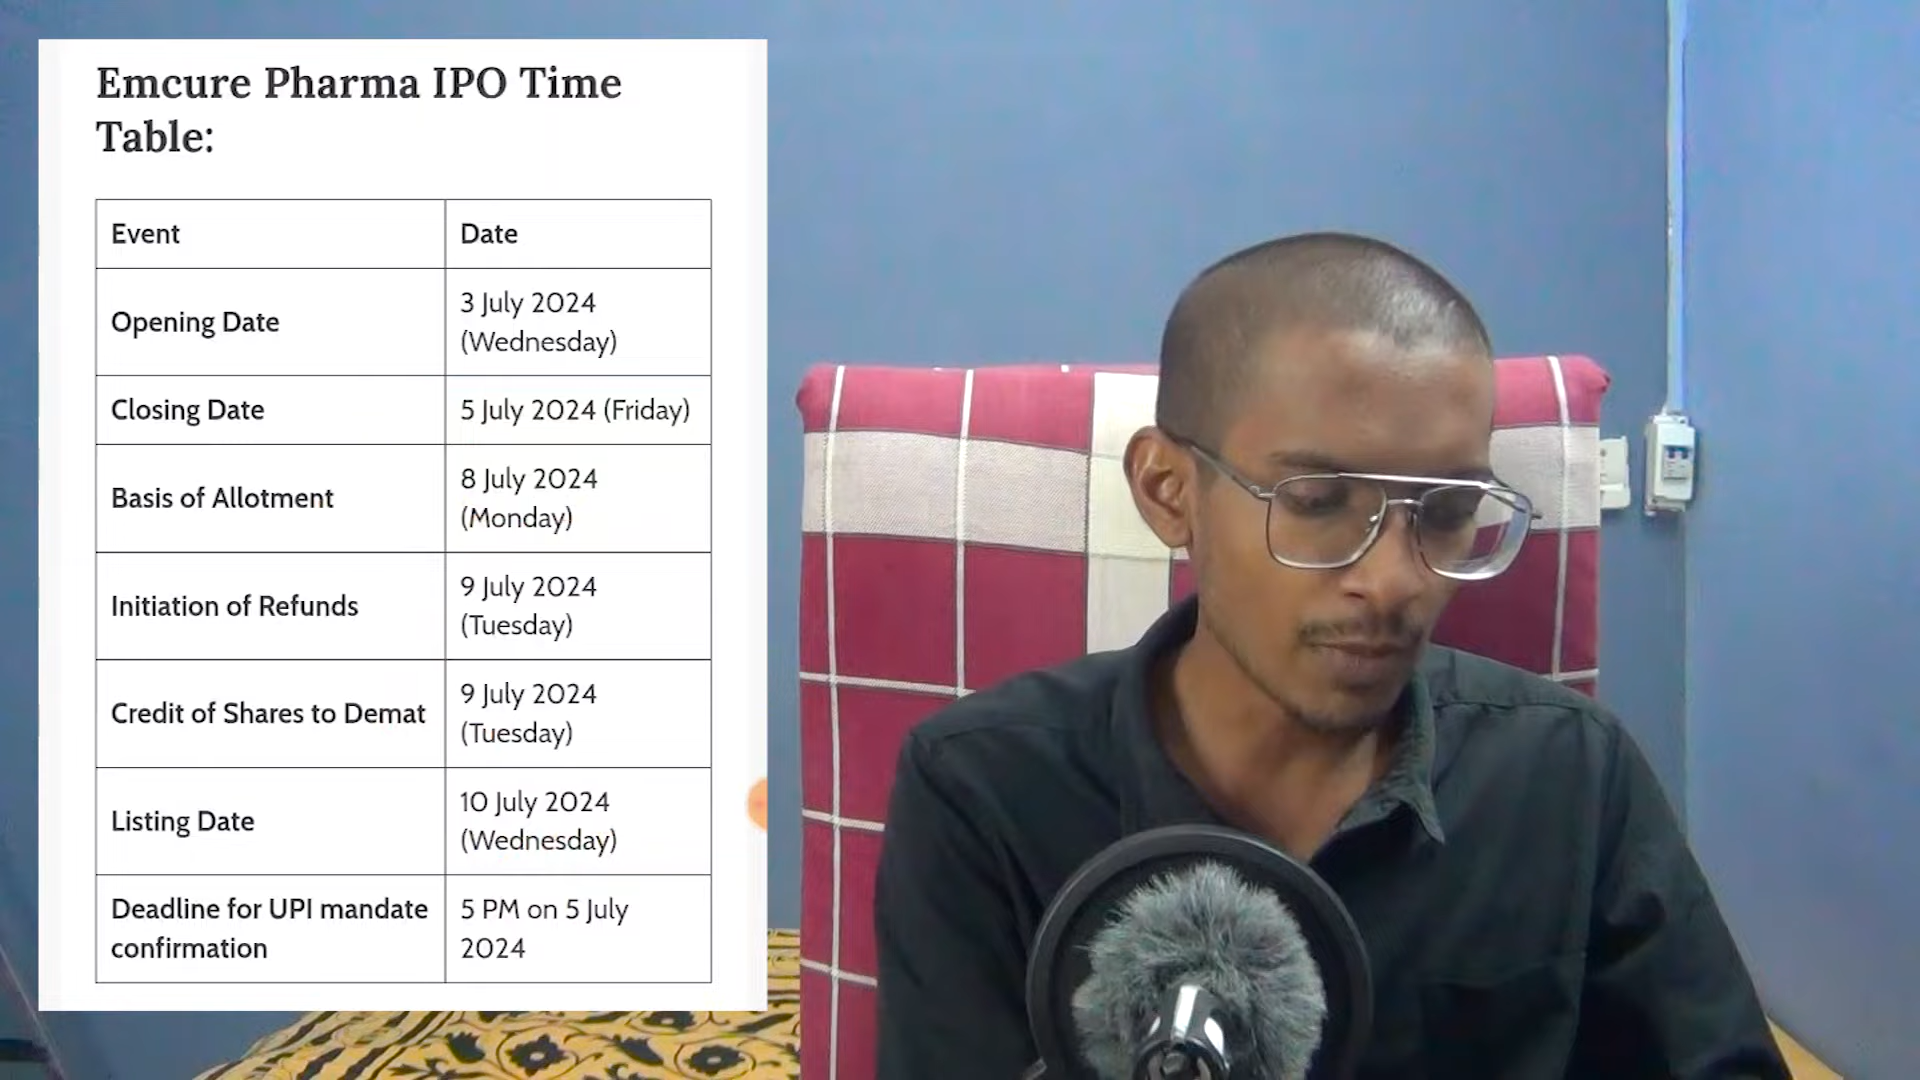 Emcure Pharma IPO Time
Table:
Event
Date
Opening Date
3 July 2024
(Wednesday)
Closing Date
5 July 2024 (Friday)
Basis of Allotment
8 July 2024
(Monday)
Initiation of Refunds
9 July 2024
(Tuesday)
Credit of Shares to Demat
9 July 2024
(Tuesday)
Listing Date
10 July 2024
(Wednesday)
Deadline for UPI mandate
confirmation
5 PM on 5 July
2024